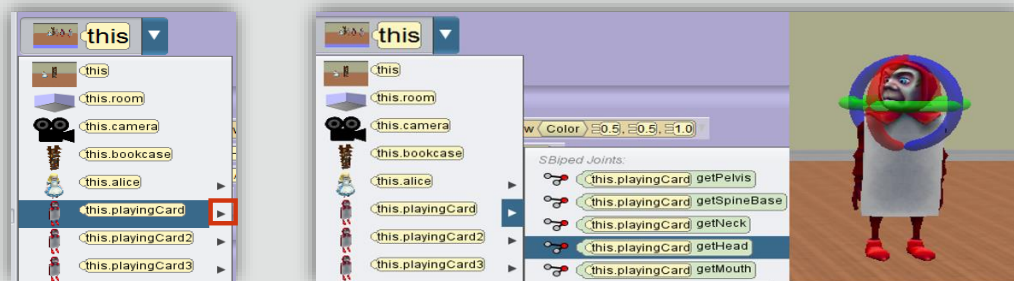 this
this
this.room
this.camera
this.bookcase
this.alice
this.playingCard
this.playingCard2
this.playingCard3
this
this
this.room
this.camera
w Color 0.5, 0.5, 1.0
this.bookcase
SBiped Joints:
this.alice
this.playingCard getPelvis
this.playingCard
this.playingCard getSpineBase
this.playingCard getNeck
this.playingCard2
this.playingCard getHead
this.playingCard3
this.playingCard getMouth